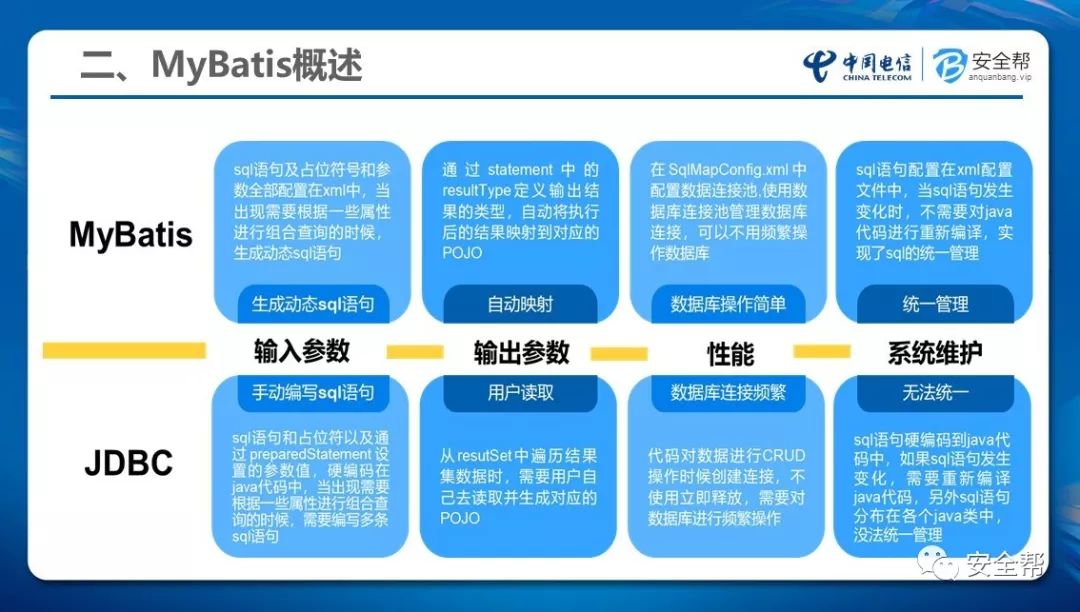 二、MyBatis概述
中国电信
CHINA TELECOM
安全帮
anquanbang.vip
MyBatis
sql语句及占位符号和参
数全部配置在xml中，当
出现需要根据一些属性
进行组合查询的时候，
生成动态sql语句
生成动态sql语句
通过statement中的
resultType定义输出结
果的类型，自动将执行
后的结果映射到对应的
POJO
自动映射
在SqlMapConfig.xml中
配置数据连接池,使用数
据库连接池管理数据库
连接，可以不用频繁操
作数据库
数据库操作简单
sql语句配置在xml配置
文件中，当sql语句发生
变化时，不需要对java
代码进行重新编译，实
现了sql的统一管理
统一管理
输入参数
输出参数
性能
系统维护
JDBC
手动编写sql语句
sql语句和占位符以及通
过preparedStatement设
置的参数值，硬编码在
java代码中，当出现需要
根据一些属性进行组合查
询的时候，需要编写多条
sql语句
用户读取
从resutSet中遍历结果
集数据时，需要用户自
己去读取并生成对应的
POJO
数据库连接频繁
代码对数据进行CRUD
操作时候创建连接，不
使用立即释放，需要对
数据库进行频繁操作
无法统一
sql语句硬编码到java代
码中，如果sql语句发生
变化，需要重新编译
java代码，另外sql语句
分布在各个java类中，
没法统一管理
安全帮